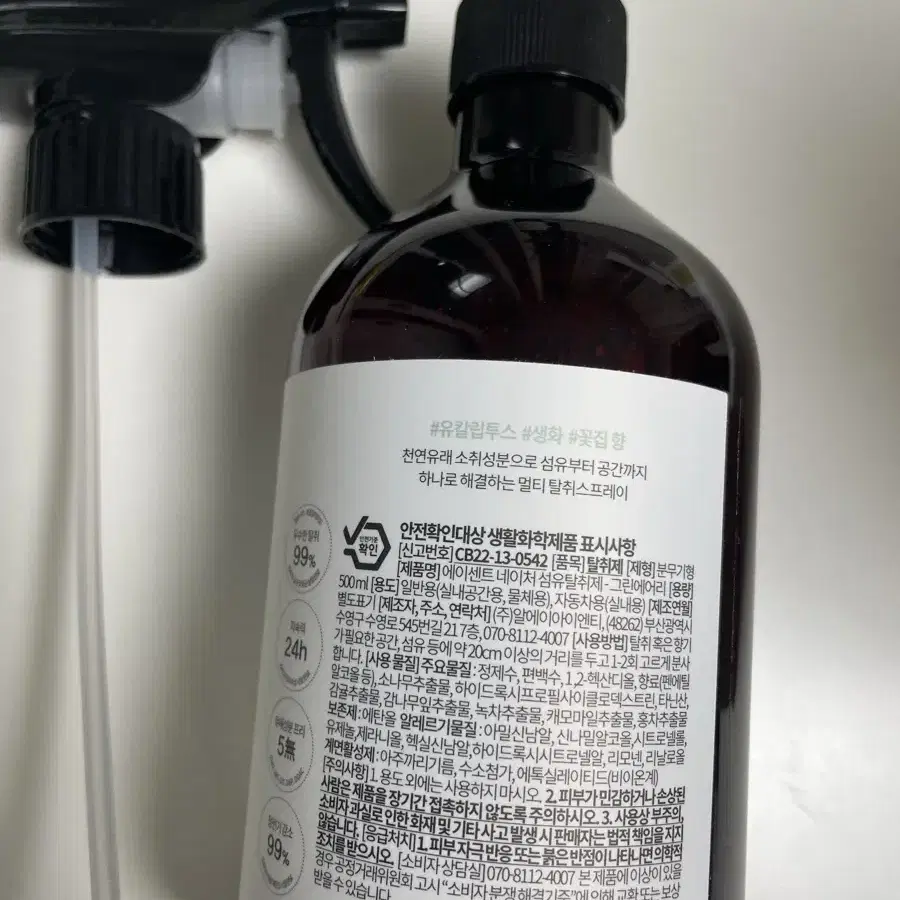 #유칼립투스 #생화 #꽃집 향
천연유래 소취성분으로 섬유부터 공간까지
하나로 해결하는 멀티 탈취스프레이
99%
24h
5無
99%
안전기준
확인
안전확인대상 생활화학제품 표시사항
[신고번호] CB22-13-0542 [품목] 탈취제 [제형] 분무기형
[제품명] 에이센트 네이처 섬유탈취제 - 그린에어리 [용량]
500ml [용도] 일반용(실내공간용, 물체용), 자동차용(실내용) [제조연월]
별도표기 [제조자, 주소, 연락처] (주)알에이아이엔티, (48262) 부산광역시
수영구 수영로 545번길 21 7층, 070-8112-4007 [사용방법] 탈취 혹은 향기
가 필요한 공간, 섬유 등에 약 20cm 이상의 거리를 두고 1-2회 고르게 분사
합니다. [사용 물질] 주요물질 : 정제수, 편백수, 1,2-헥산디올, 향료(펜에틸
알코올 등), 소나무추출물, 하이드록시프로필사이클로덱스트린, 타닌산,
감귤추출물, 감나무잎추출물, 녹차추출물, 캐모마일추출물, 홍차추출물
보존제 : 에탄올 알레르기물질 : 아밀신남알, 신나밀알코올, 시트로넬롤,
유제놀, 제라니올, 헥실신남알, 하이드록시시트로넬알, 리모넨, 리날로올
계면활성제 : 아주까리기름, 수소첨가, 에톡실레이티드(비이온계)
[주의사항] 1. 용도 외에는 사용하지 마시오. 2. 피부가 민감하거나 손상된
사람은 제품을 장기간 접촉하지 않도록 주의하시오. 3. 사용상 부주의,
소비자 과실로 인한 화재 및 기타 사고 발생 시 판매자는 법적 책임을 지지
않습니다. [응급처치] 1. 피부 자극 반응 또는 붉은 반점이 나타나면 의학적
조치를 받으시오. [소비자 상담실] 070-8112-4007 본 제품에 이상이 있을
경우 공정거래위원회 고시 "소비자 분쟁 해결기준"에 의해 교환 또는 보상
받을 수 있습니다.